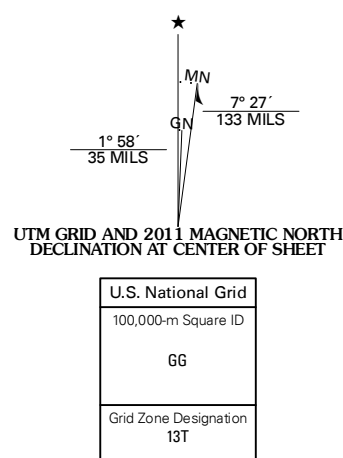 ★
MN
7° 27´
133 MILS
GN
1° 58´
35 MILS
UTM GRID AND 2011 MAGNETIC NORTH
DECLINATION AT CENTER OF SHEET
U.S. National Grid
100,000-m Square ID
GG
Grid Zone Designation
13T